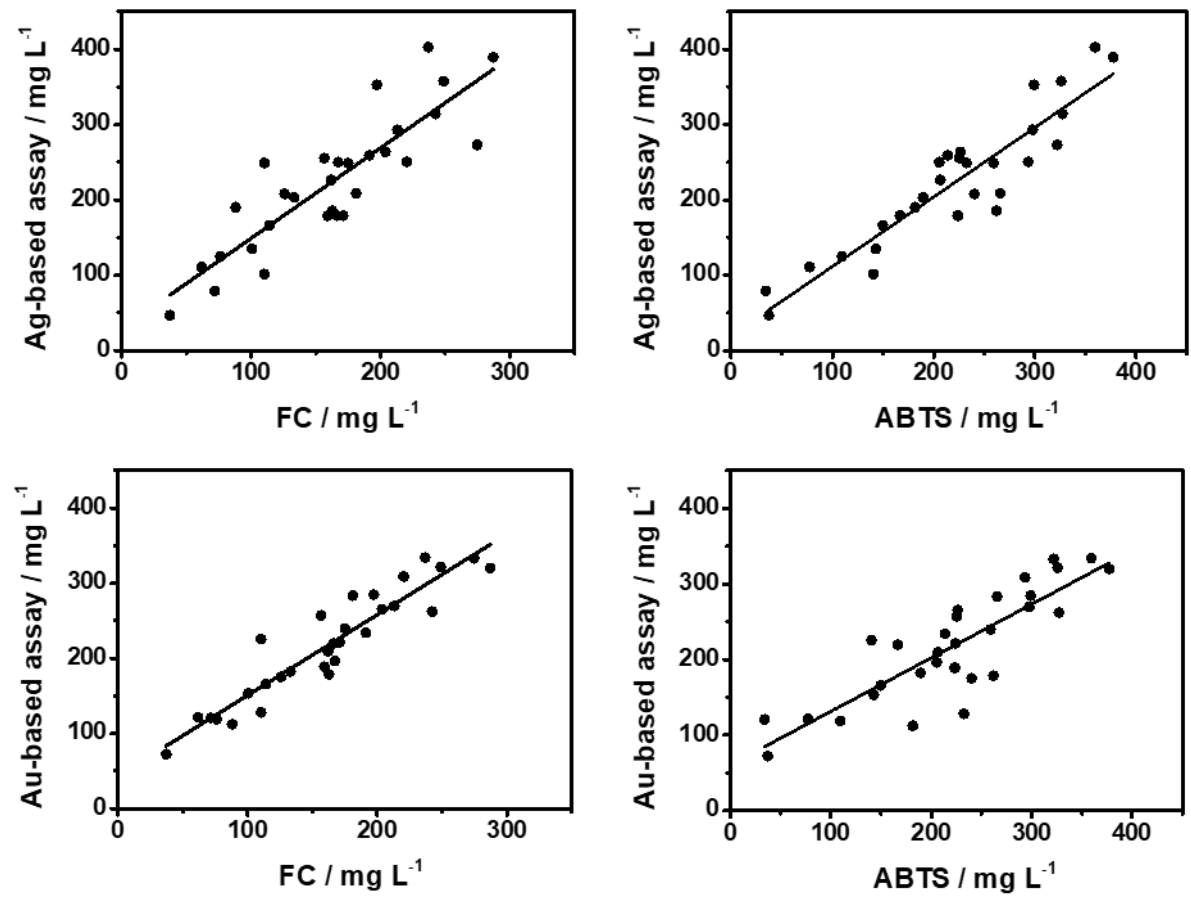 Ag-based assay / mg L⁻¹
400
300
200
100
0
0 100 200 300
FC / mg L⁻¹
Ag-based assay / mg L⁻¹
400
300
200
100
0
0 100 200 300 400
ABTS / mg L⁻¹
Au-based assay / mg L⁻¹
400
300
200
100
0
0 100 200 300
FC / mg L⁻¹
Au-based assay / mg L⁻¹
400
300
200
100
0
0 100 200 300 400
ABTS / mg L⁻¹